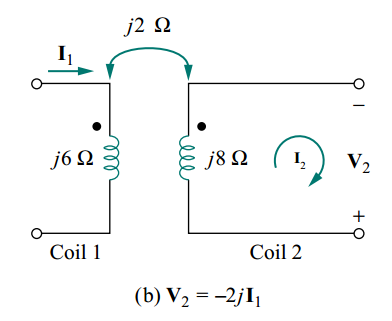 j2 Ω
I₁
−
j6 Ω
j8 Ω
I₂
V₂
+
Coil 1
Coil 2
(b) V₂ = –2jI₁